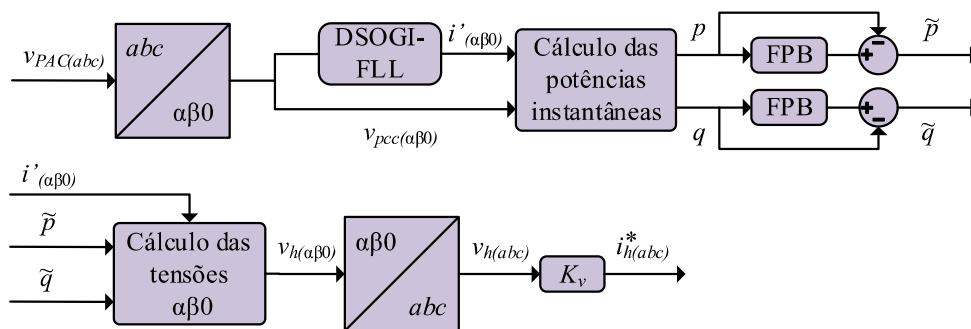 v_PAC(abc)
abc
αβ0
DSOGI-
FLL
i'_(αβ0)
v_pcc(αβ0)
Cálculo das
potências
instantâneas
p
q
FPB
FPB
p̃
q̃
i'_(αβ0)
p̃
q̃
Cálculo das
tensões
αβ0
v_h(αβ0)
αβ0
abc
v_h(abc)
K_v
i*_h(abc)